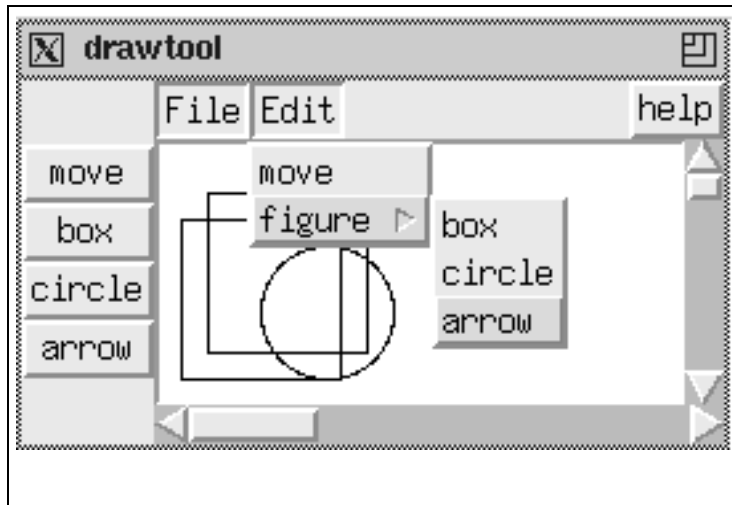 drawtool
File Edit help
move
box
circle
arrow
move
figure
box
circle
arrow